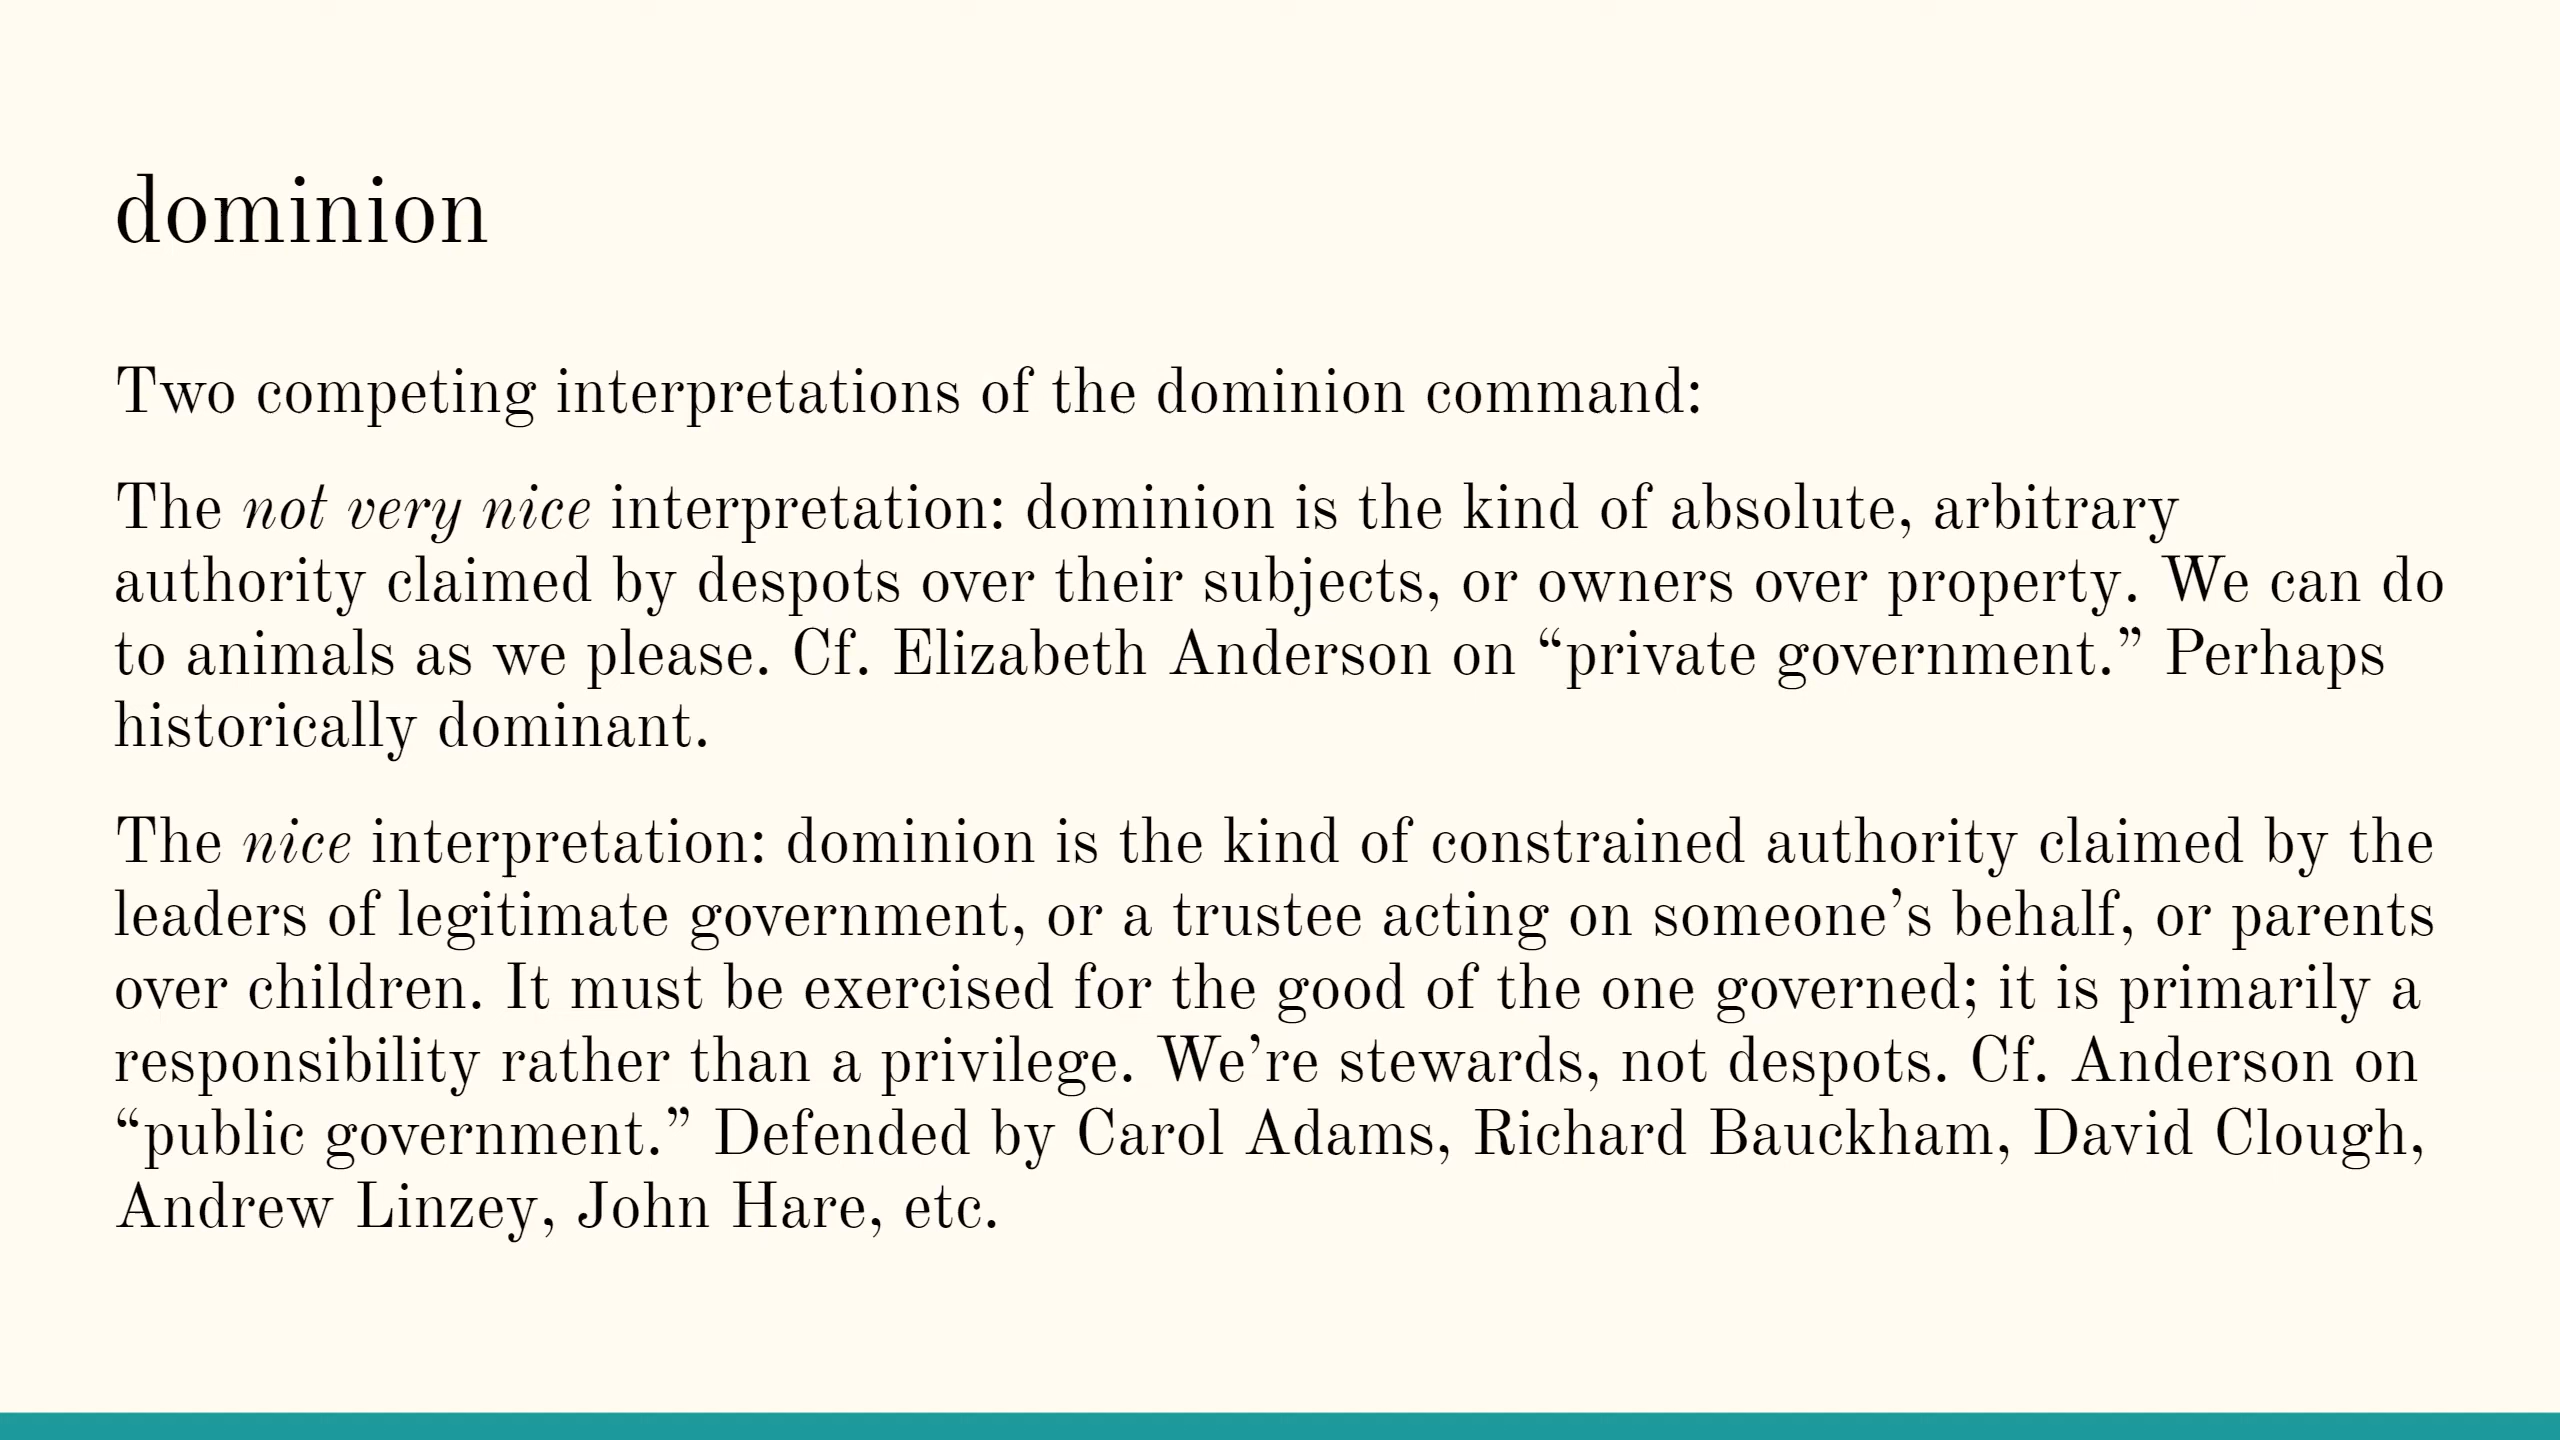 dominion
Two competing interpretations of the dominion command:
The not very nice interpretation: dominion is the kind of absolute, arbitrary
authority claimed by despots over their subjects, or owners over property. We can do
to animals as we please. Cf. Elizabeth Anderson on “private government.” Perhaps
historically dominant.
The nice interpretation: dominion is the kind of constrained authority claimed by the
leaders of legitimate government, or a trustee acting on someone’s behalf, or parents
over children. It must be exercised for the good of the one governed; it is primarily a
responsibility rather than a privilege. We’re stewards, not despots. Cf. Anderson on
“public government.” Defended by Carol Adams, Richard Bauckham, David Clough,
Andrew Linzey, John Hare, etc.